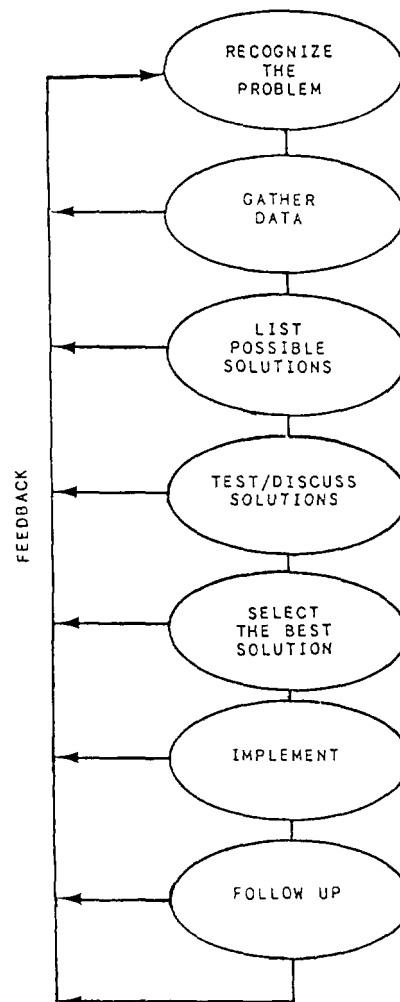 RECOGNIZE
THE
PROBLEM
GATHER
DATA
LIST
POSSIBLE
SOLUTIONS
TEST/DISCUSS
SOLUTIONS
FEEDBACK
SELECT
THE BEST
SOLUTION
IMPLEMENT
FOLLOW UP